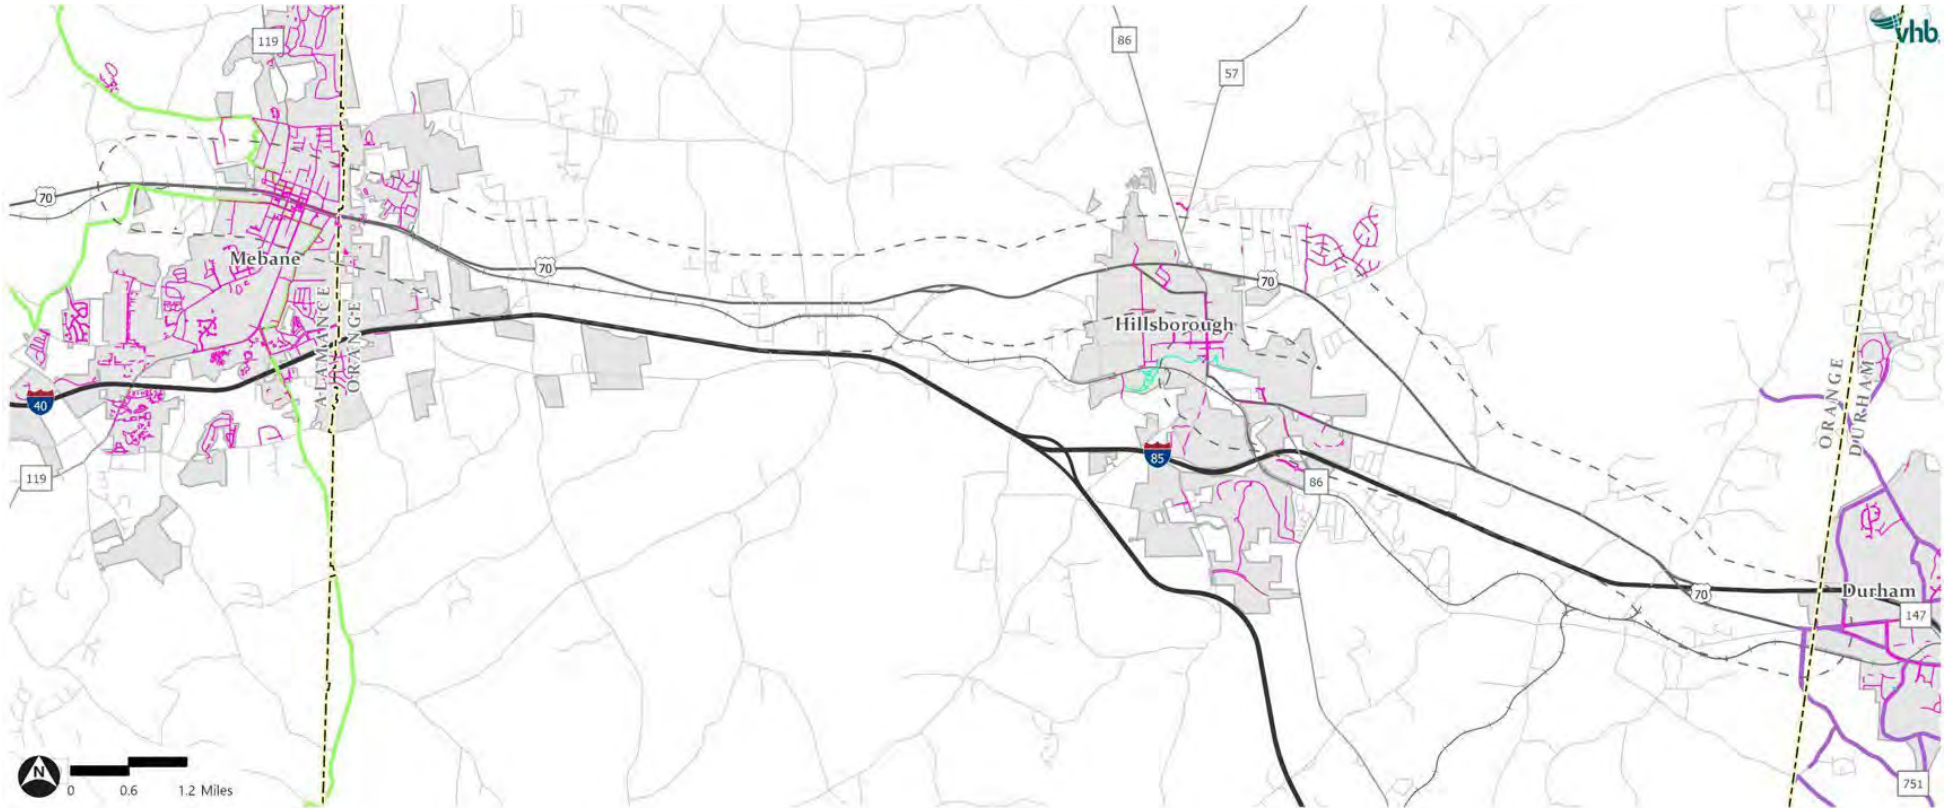 119
86
57
vhb
70
Mebane
70
70
ALAMANCE
ORANGE
Hillsborough
40
119
85
86
ORANGE
DURHAM
70
Durham
147
751
N
0 0.6 1.2 Miles